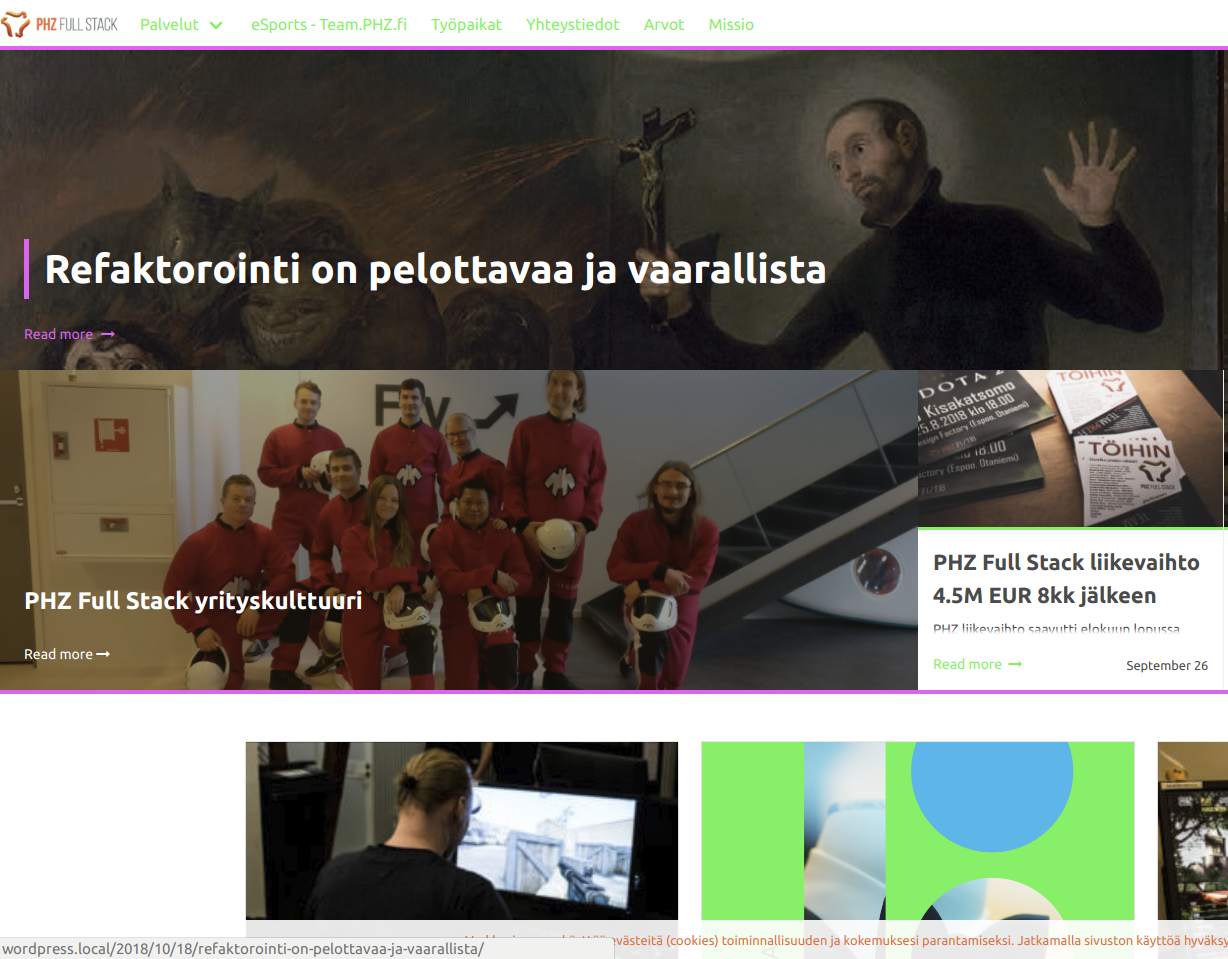 PHZ FULL STACK
Palvelut
eSports - Team.PHZ.fi
Työpaikat
Yhteystiedot
Arvot
Missio
Refaktorointi on pelottavaa ja vaarallista
Read more
PHZ Full Stack yrityskulttuuri
Read more
DOTA 2
Kisakatsomo
5.8.2018 klo 18.00
esign Factory (Espoo, Otaniemi)
TÖIHIN
TÖIHIN
PHZ FULL STACK
PHZ Full Stack liikevaihto
4.5M EUR 8kk jälkeen
PHZ liikevaihto saavutti elokuun lopussa
Read more
September 26
evästeitä (cookies) toiminnallisuuden ja kokemuksesi parantamiseksi. Jatkamalla sivuston käyttöä hyväksy
wordpress.local/2018/10/18/refaktorointi-on-pelottavaa-ja-vaarallista/